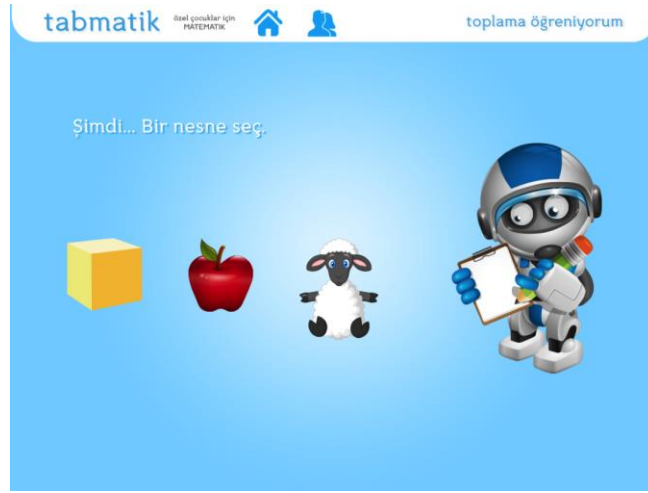 tabmatik
özel çocuklar için
MATEMATİK
toplama öğreniyorum
Şimdi... Bir nesne seç.